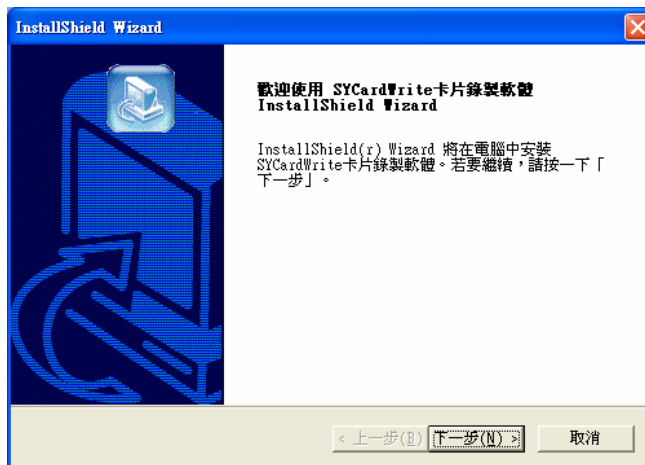 InstallShield Wizard
歡迎使用 SYCardWrite卡片錄製軟體
InstallShield Wizard
InstallShield(r) Wizard 將在電腦中安裝
SYCardWrite卡片錄製軟體。若要繼續，請按一下「
下一步」。
< 上一步(B) 下一步(N) > 取消